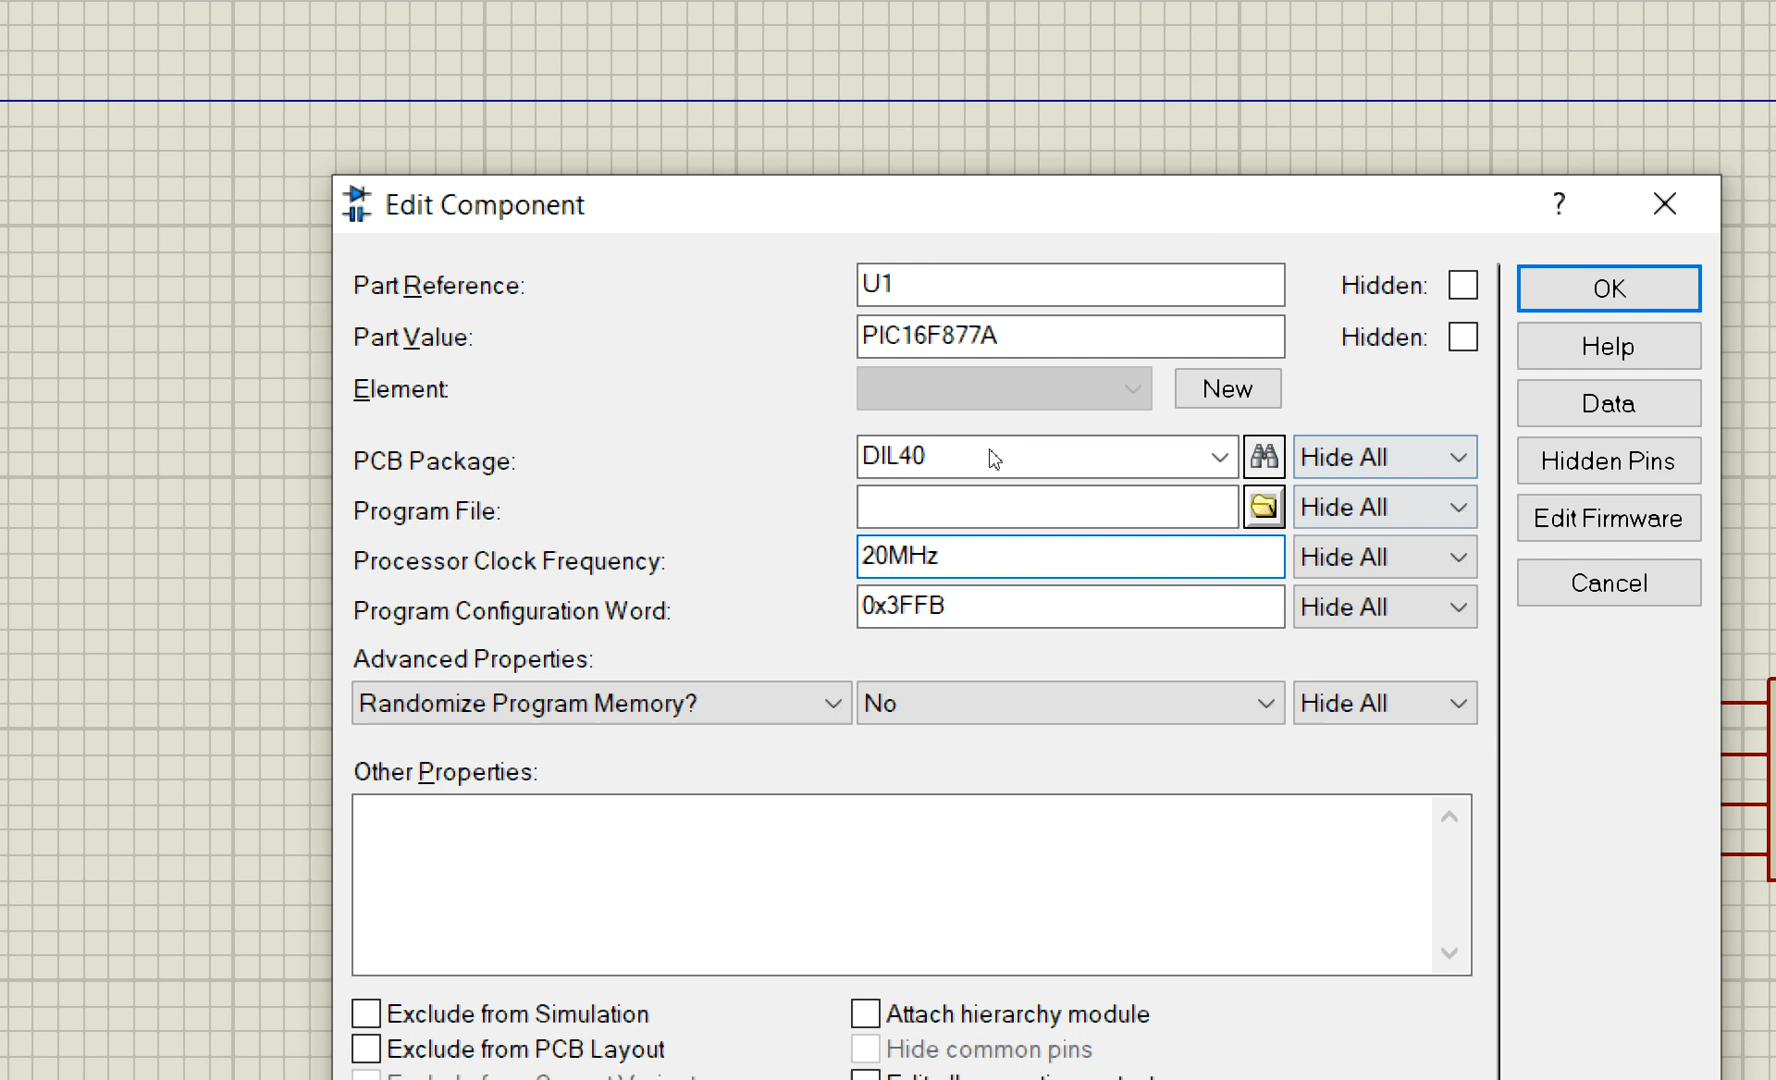 Edit Component
?
Part Reference: U1 Hidden: OK
Part Value: PIC16F877A Hidden: Help
Element: New Data
PCB Package: DIL40 Hide All Hidden Pins
Program File: Hide All Edit Firmware
Processor Clock Frequency: 20MHz Hide All Cancel
Program Configuration Word: 0x3FFB Hide All
Advanced Properties:
Randomize Program Memory? No Hide All
Other Properties:
Exclude from Simulation Attach hierarchy module
Exclude from PCB Layout Hide common pins